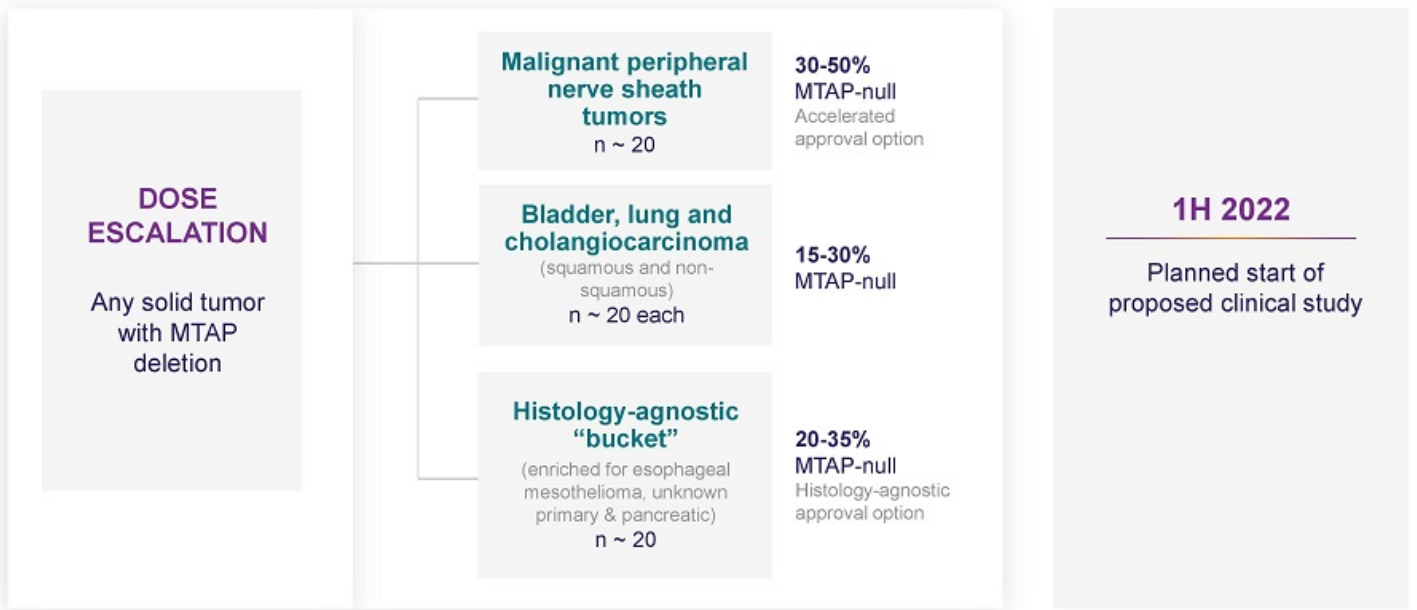 DOSE
ESCALATION
Any solid tumor
with MTAP
deletion
Malignant peripheral
nerve sheath
tumors
n ~ 20
30-50%
MTAP-null
Accelerated
approval option
Bladder, lung and
cholangiocarcinoma
(squamous and non-
squamous)
n ~ 20 each
15-30%
MTAP-null
Histology-agnostic
“bucket”
(enriched for esophageal
mesothelioma, unknown
primary & pancreatic)
n ~ 20
20-35%
MTAP-null
Histology-agnostic
approval option
1H 2022
Planned start of
proposed clinical study